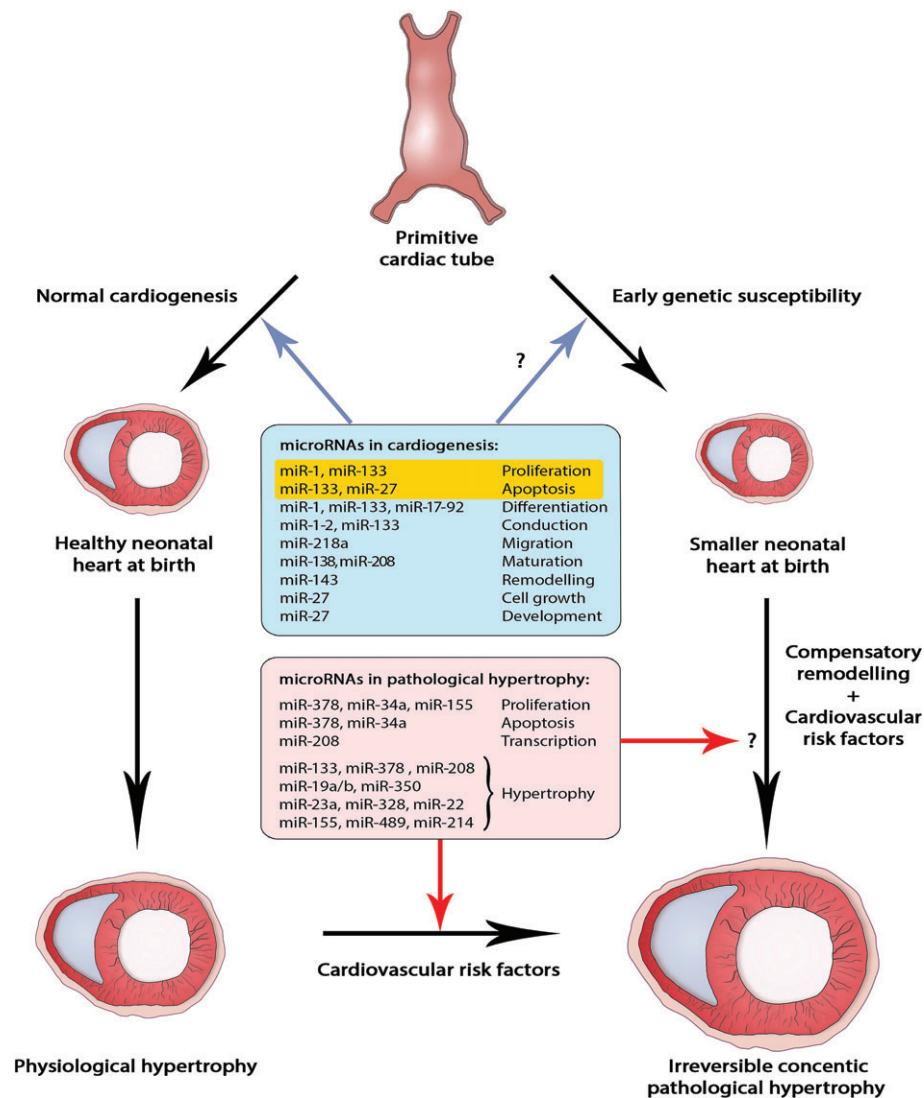 Primitive
cardiac tube
Normal cardiogenesis
Early genetic susceptibility
?
microRNAs in cardiogenesis:
miR-1, miR-133 Proliferation
miR-133, miR-27 Apoptosis
miR-1, miR-133, miR-17-92 Differentiation
miR-1-2, miR-133 Conduction
miR-218a Migration
miR-138, miR-208 Maturation
miR-143 Remodelling
miR-27 Cell growth
miR-27 Development
Healthy neonatal
heart at birth
Smaller neonatal
heart at birth
Compensatory
remodelling
+
Cardiovascular
risk factors
microRNAs in pathological hypertrophy:
miR-378, miR-34a, miR-155 Proliferation
miR-378, miR-34a Apoptosis
miR-208 Transcription
?
miR-133, miR-378 , miR-208
miR-19a/b, miR-350
miR-23a, miR-328, miR-22
miR-155, miR-489, miR-214
Hypertrophy
Cardiovascular risk factors
Physiological hypertrophy
Irreversible concentic
pathological hypertrophy